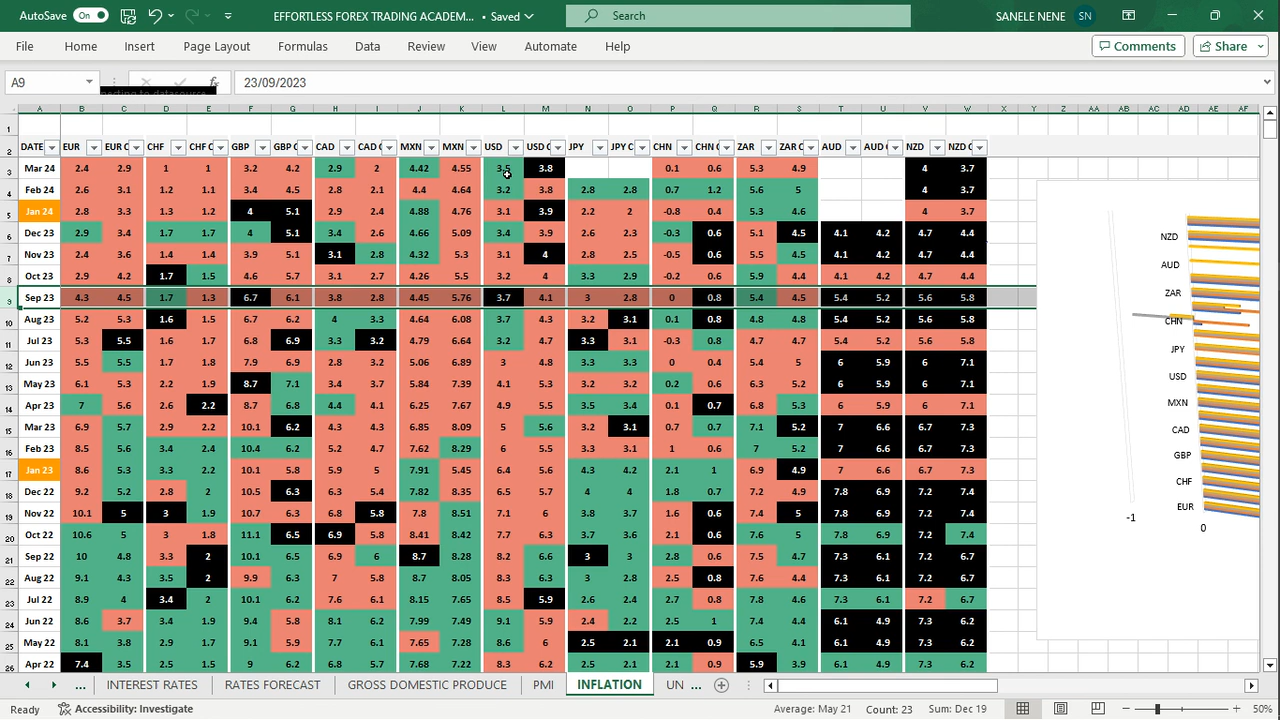 AutoSave On EFFORTLESS FOREX TRADING ACADEM... • Saved Search SANELE NENE SN
File Home Insert Page Layout Formulas Data Review View Automate Help Comments Share
A9 fx 23/09/2023
A B C D E F G H I J K L M N O P Q R S T U V W X Y Z AA AB AC AD AE AF
1
2 DATE EUR EUR C CHF CHF C GBP GBP C CAD CAD C MXN MXN USD USD C JPY JPY C CHN CHN C ZAR ZAR C AUD AUD C NZD NZD C
3 Mar 24 2.4 2.9 1 1 3.2 4.2 2.9 2 4.42 4.55 3.5 3.8 0.1 0.6 5.3 4.9 4 3.7
4 Feb 24 2.6 3.1 1.2 1.1 3.4 4.5 2.8 2.1 4.4 4.64 3.2 3.8 2.8 2.8 0.7 1.2 5.6 5 4 3.7
5 Jan 24 2.8 3.3 1.3 1.2 4 5.1 2.9 2.4 4.88 4.76 3.1 3.9 2.2 2 -0.8 0.4 5.3 4.6 4 3.7
6 Dec 23 2.9 3.4 1.7 1.7 4 5.1 3.4 2.6 4.66 5.09 3.4 3.9 2.6 2.3 -0.3 0.6 5.1 4.5 4.1 4.2 4.7 4.4
7 Nov 23 2.4 3.6 1.4 1.4 3.9 5.1 3.1 2.8 4.32 5.3 3.1 4 2.8 2.5 -0.5 0.6 5.5 4.5 4.1 4.2 4.7 4.4
8 Oct 23 2.9 4.2 1.7 1.5 4.6 5.7 3.1 2.7 4.26 5.5 3.2 4 3.3 2.9 -0.2 0.6 5.9 4.4 4.1 4.2 4.7 4.4
9 Sep 23 4.3 4.5 1.7 1.3 6.7 6.1 3.8 2.8 4.45 5.76 3.7 3 2.8 0 0.8 5.4 4.5 5.4 5.2 5.6 5.8
10 Aug 23 5.2 5.3 1.6 1.5 6.7 6.2 4 3.3 4.64 6.08 3.7 4.3 3.2 3.1 0.1 0.8 4.8 4.8 5.4 5.2 5.6 5.8
11 Jul 23 5.3 5.5 1.6 1.7 6.8 6.9 3.3 3.2 4.79 6.64 4.7 3.3 3.1 -0.3 0.8 4.7 4.7 5.4 5.2 5.6 5.8
12 Jun 23 5.5 5.5 1.7 1.8 7.9 6.9 2.8 3.2 5.06 6.89 3.3 3.3 0 0.4 5.4 5 6 5.9 6 7.1
13 May 23 6.1 5.3 2.2 1.9 8.7 7.1 3.4 3.7 5.84 7.39 4.1 5.3 3.2 3.2 0.2 0.6 6.3 5.2 6 5.9 6 7.1
14 Apr 23 7 5.6 2.6 2.2 8.7 6.8 4.4 4.1 6.25 7.67 4.9 5.5 3.5 3.4 0.1 0.7 6.8 5.3 6 5.9 6 7.1
15 Mar 23 6.9 5.7 2.9 2.2 10.1 6.2 4.3 4.3 6.85 8.09 5 5.6 3.2 3.1 0.7 0.7 7.1 5.2 7 6.6 6.7 7.3
16 Feb 23 8.5 5.6 3.4 2.4 10.4 6.2 5.2 4.7 7.62 8.29 6 5.5 3.3 3.1 1 0.6 7 5.2 7 6.6 6.7 7.3
17 Jan 23 8.6 5.3 3.3 2.2 10.1 5.8 5.9 5 7.91 8.45 6.4 5.6 4.3 4.2 2.1 1 6.9 4.9 7 6.6 6.7 7.3
18 Dec 22 9.2 5.2 2.8 2 10.5 6.3 6.3 5.4 7.82 8.35 6.5 5.7 4 4 1.8 0.7 7.2 4.9 7.8 6.9 7.2 7.4
19 Nov 22 10.1 5 3 1.9 10.7 6.3 6.8 5.8 7.8 8.51 7.1 6 3.8 3.7 1.6 0.6 7.4 5 7.8 6.9 7.2 7.4
20 Oct 22 10.6 5 3 1.8 11.1 6.5 6.9 5.8 8.41 8.42 7.7 6.3 3.7 3.6 2.1 0.6 7.6 5 7.8 6.9 7.2 7.4
21 Sep 22 10 4.8 3.3 2 10.1 6.5 6.9 6 8.7 8.28 8.2 6.6 3 3 2.8 0.6 7.5 4.7 7.3 6.1 7.2 6.7
22 Aug 22 9.1 4.3 3.5 2 9.9 6.3 7 5.8 8.7 8.05 8.3 6.3 3 2.8 2.5 0.8 7.6 4.4 7.3 6.1 7.2 6.7
23 Jul 22 8.9 4 3.4 2 10.1 6.2 7.6 6.1 8.15 7.65 8.5 5.9 2.6 2.4 2.7 0.8 7.8 4.6 7.3 6.1 7.2 6.7
24 Jun 22 8.6 3.7 3.4 1.9 9.4 5.8 8.1 6.2 7.99 7.49 9.1 5.9 2.4 2.2 2.5 1 7.4 4.4 6.1 4.9 7.3 6.2
25 May 22 8.1 3.8 2.9 1.7 9.1 5.9 7.7 6.1 7.65 7.28 8.6 6 2.5 2.1 2.1 0.9 6.5 4.1 6.1 4.9 7.3 6.2
26 Apr 22 7.4 3.5 2.5 1.5 9 6.2 6.8 5.7 7.68 7.22 8.3 6.2 2.5 2.1 2.1 0.9 5.9 3.9 6.1 4.9 7.3 6.2
NZD
AUD
ZAR
CHN
JPY
USD
MXN
CAD
GBP
CHF
EUR
-1 0
... INTEREST RATES RATES FORECAST GROSS DOMESTIC PRODUCE PMI INFLATION UN ...
Ready Accessibility: Investigate Average: May 21 Count: 23 Sum: Dec 19 50%